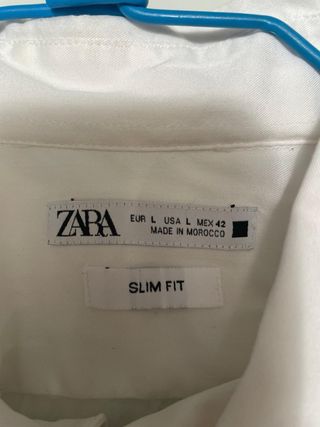 ZARA
EUR L USA L MEX 42
MADE IN MOROCCO
SLIM FIT